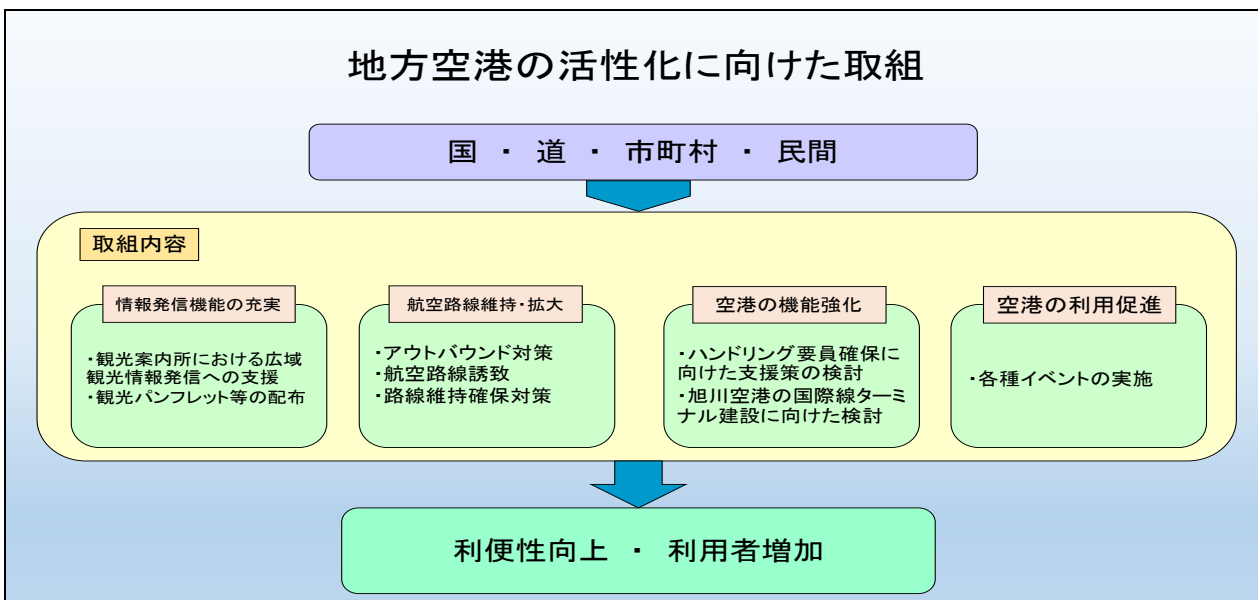 地方空港の活性化に向けた取組
国 ・ 道 ・ 市町村 ・ 民間
取組内容
情報発信機能の充実
・観光案内所における広域
観光情報発信への支援
・観光パンフレット等の配布
航空路線維持・拡大
・アウトバウンド対策
・航空路線誘致
・路線維持確保対策
空港の機能強化
・ハンドリング要員確保に
向けた支援策の検討
・旭川空港の国際線ターミ
ナル建設に向けた検討
空港の利用促進
・各種イベントの実施
利便性向上 ・ 利用者増加